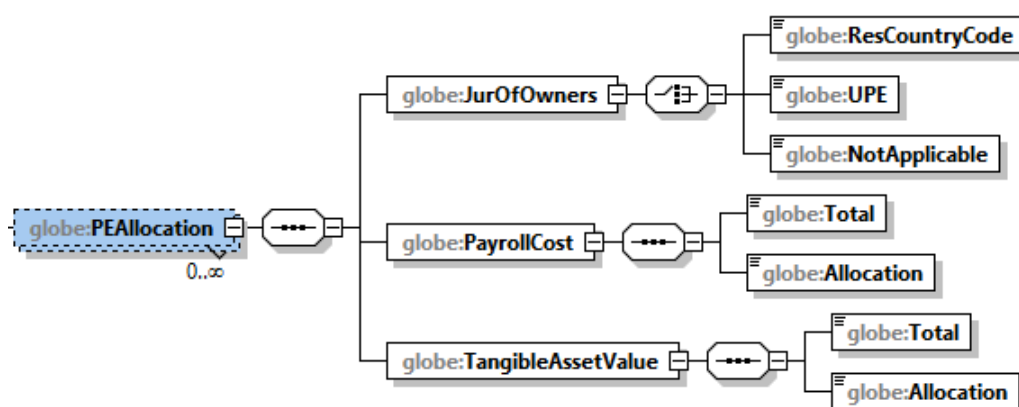 globe:ResCountryCode
globe:JurOfOwners
globe:UPE
globe:NotApplicable
globe:PEAllocation
0..∞
globe:PayrollCost
globe:Total
globe:Allocation
globe:TangibleAssetValue
globe:Total
globe:Allocation